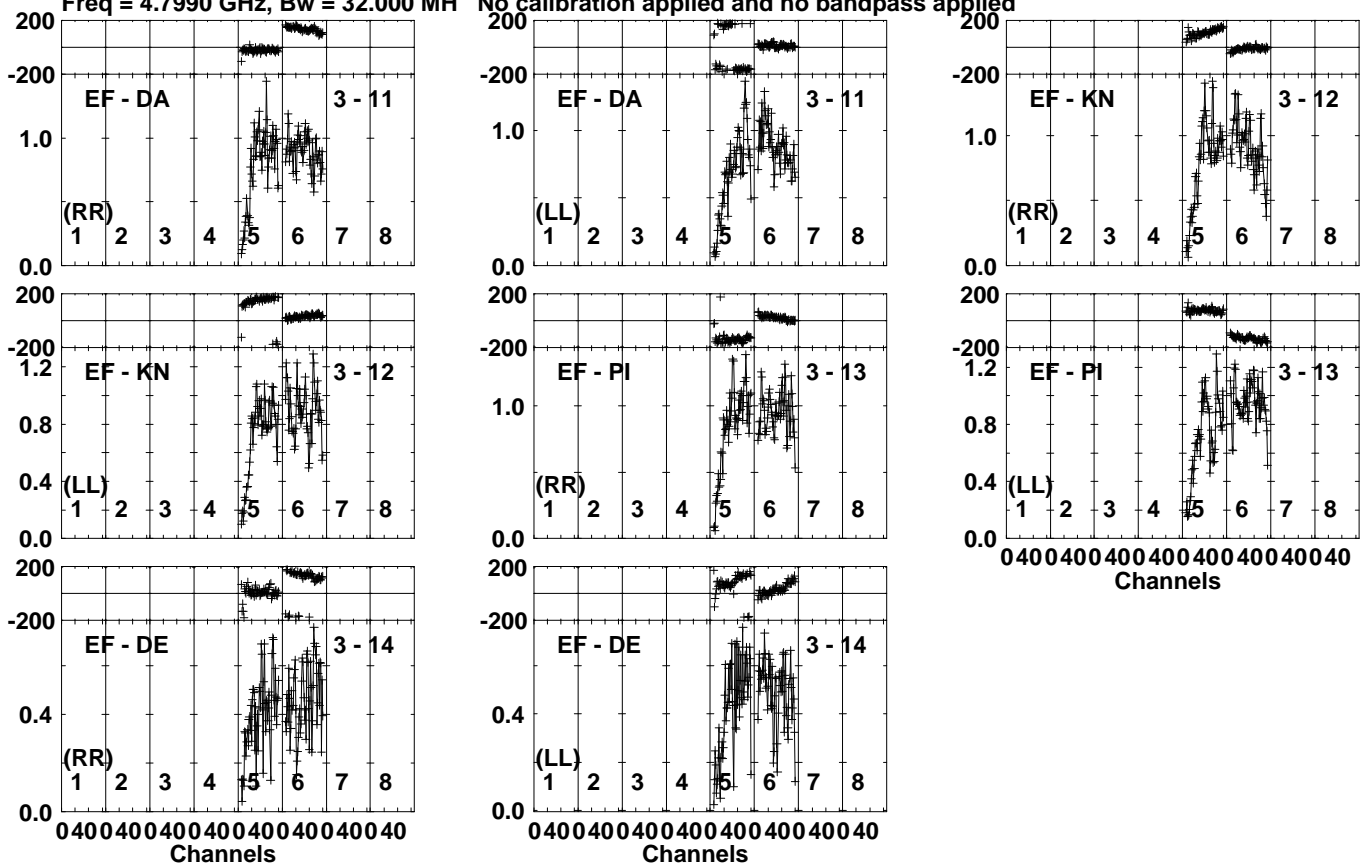 Freq = 4.7990 GHz, Bw = 32.000 MH No calibration applied and no bandpass applied
200
-200
EF - DA 3 - 11
1.0
(RR)
1 2 3 4 5 6 7 8
0.0
200
-200
EF - DA 3 - 11
1.0
(LL)
1 2 3 4 5 6 7 8
0.0
200
-200
EF - KN 3 - 12
1.0
(RR)
1 2 3 4 5 6 7 8
0.0
200
-200
1.2
EF - KN 3 - 12
0.8
0.4
(LL)
1 2 3 4 5 6 7 8
0.0
200
-200
EF - PI 3 - 13
1.0
(RR)
1 2 3 4 5 6 7 8
0.0
200
-200
1.2
EF - PI 3 - 13
0.8
0.4
(LL)
1 2 3 4 5 6 7 8
0.0
0 40 0 40 0 40 0 40 0 40 0 40 0 40 0 40
Channels
200
-200
EF - DE 3 - 14
0.4
(RR)
1 2 3 4 5 6 7 8
0.0
0 40 0 40 0 40 0 40 0 40 0 40 0 40 0 40
Channels
200
-200
EF - DE 3 - 14
0.4
(LL)
1 2 3 4 5 6 7 8
0.0
0 40 0 40 0 40 0 40 0 40 0 40 0 40 0 40
Channels